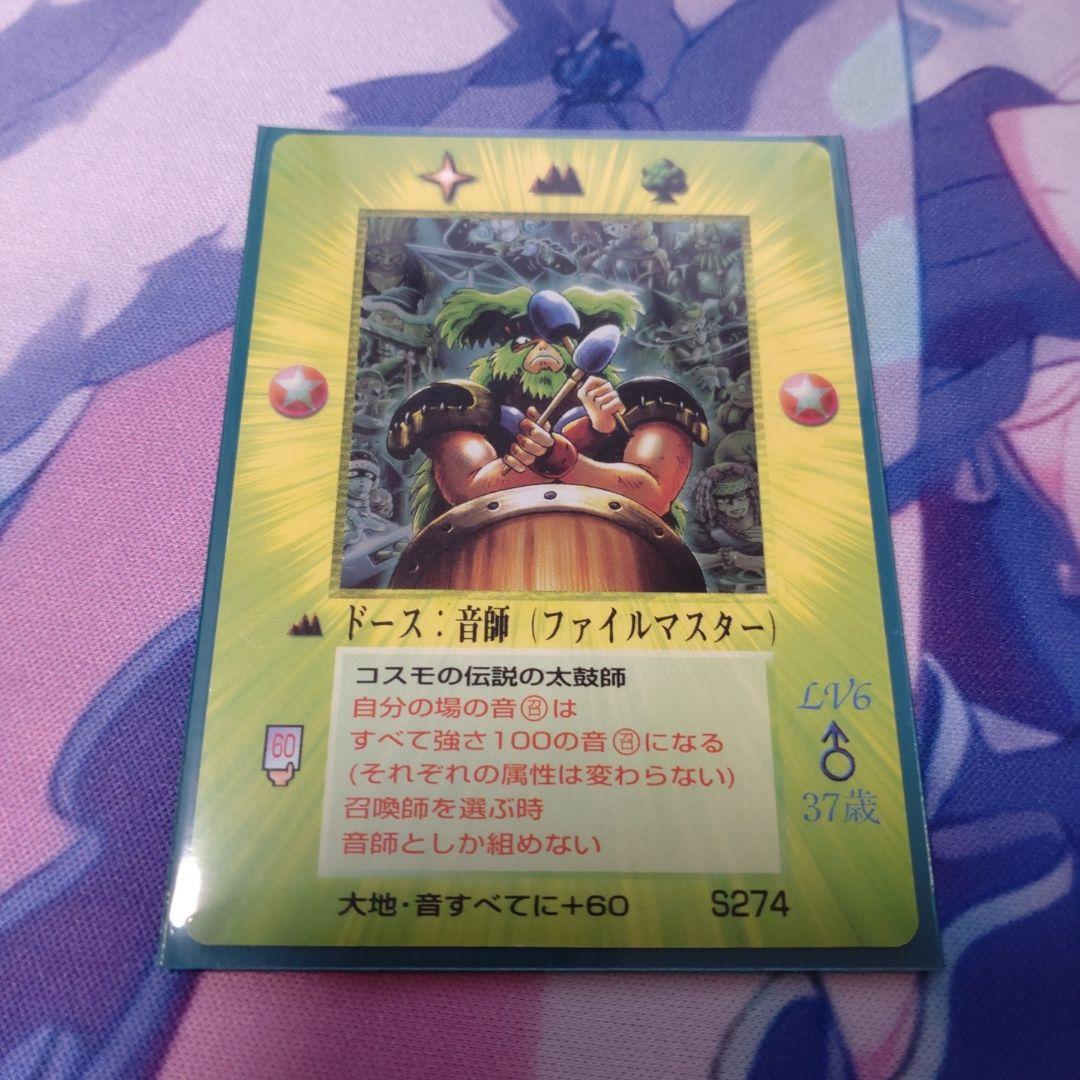 ドース：音師（ファイルマスター）
コスモの伝説の太鼓師
自分の場の音㊁は
すべて強さ100の音㊁になる
(それぞれの属性は変わらない)
召喚師を選ぶ時
音師としか組めない
60
LV6
♂
37歳
大地・音すべてに+60
S274